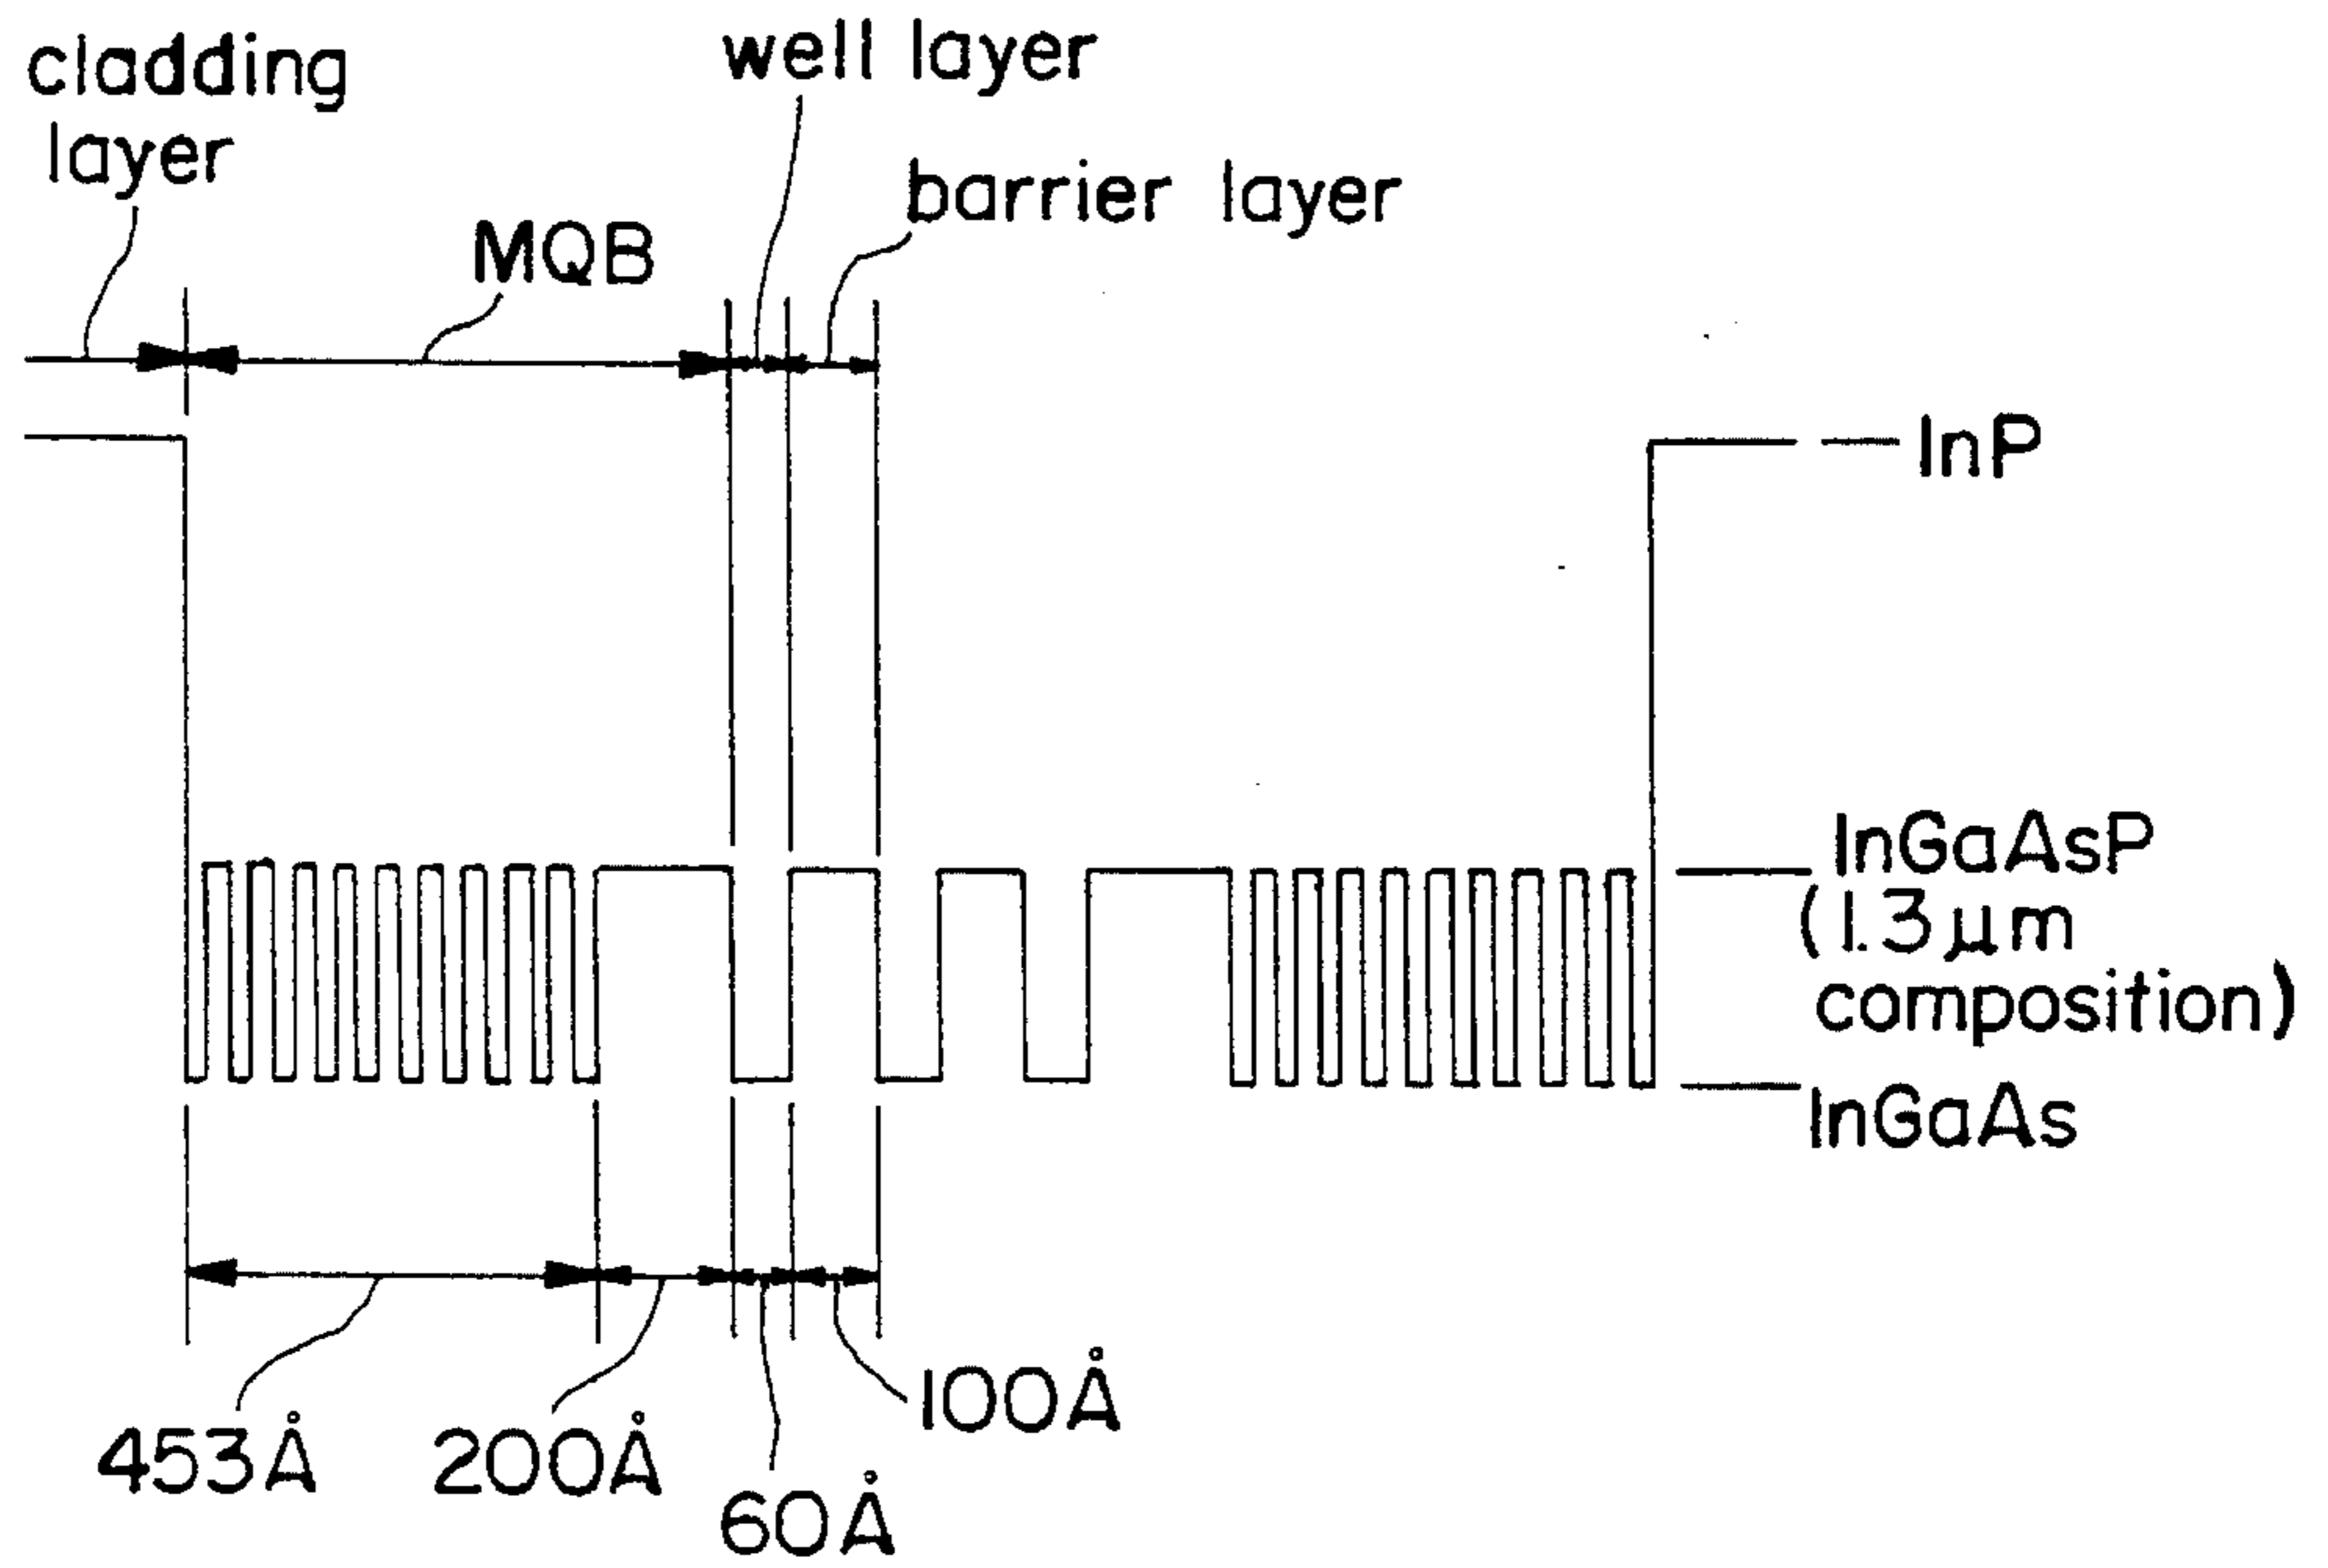 cladding
layer
well layer
barrier layer
MQB
InP
InGaAsP
(1.3μm
composition)
InGaAs
453Å
200Å
60Å
100Å